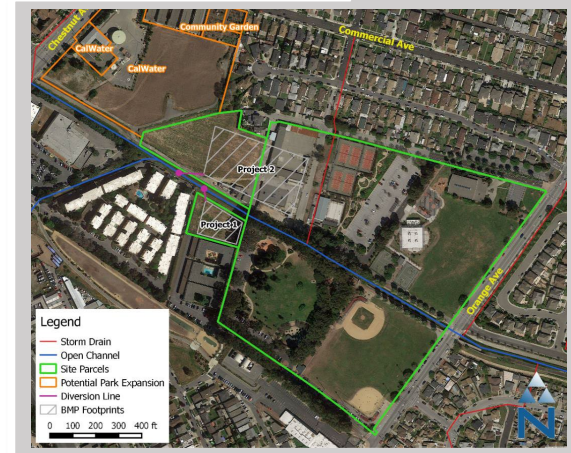 Chestnut A
Community Garden
Commercial Ave
CalWater
CalWater
Project 2
Project 1
Orange Ave
Legend
Storm Drain
Open Channel
Site Parcels
Potential Park Expansion
Diversion Line
BMP Footprints
0 100 200 300 400 ft
N